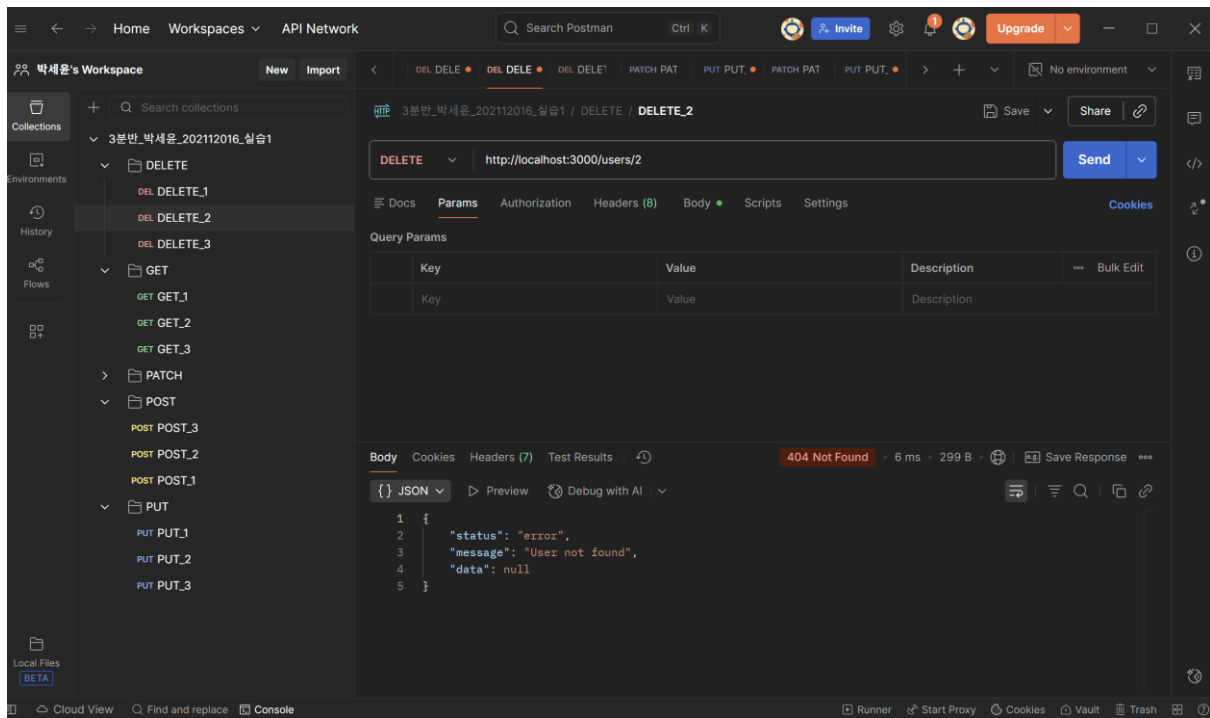 Home Workspaces API Network Search Postman Ctrl K Invite 1 Upgrade
박세윤's Workspace New Import DEL DELE DEL DELE DEL DELET PATCH PAT PUT PUT_ PATCH PAT PUT PUT_ No environment
Collections
Search collections
Environments
History
Flows
3분반_박세윤_202112016_실습1
DELETE
DEL DELETE_1
DEL DELETE_2
DEL DELETE_3
GET
GET GET_1
GET GET_2
GET GET_3
PATCH
POST
POST POST_3
POST POST_2
POST POST_1
PUT
PUT PUT_1
PUT PUT_2
PUT PUT_3
Local Files
BETA
HTTP 3분반_박세윤_202112016_실습1 / DELETE / DELETE_2 Save Share
DELETE http://localhost:3000/users/2 Send
Docs Params Authorization Headers (8) Body Scripts Settings Cookies
Query Params
Key Value Description Bulk Edit
Key Value Description
Body Cookies Headers (7) Test Results 404 Not Found 6 ms 299 B e.g. Save Response
{ } JSON Preview Debug with AI
1 {
2 "status": "error",
3 "message": "User not found",
4 "data": null
5 }
Cloud View Find and replace Console Runner Start Proxy Cookies Vault Trash